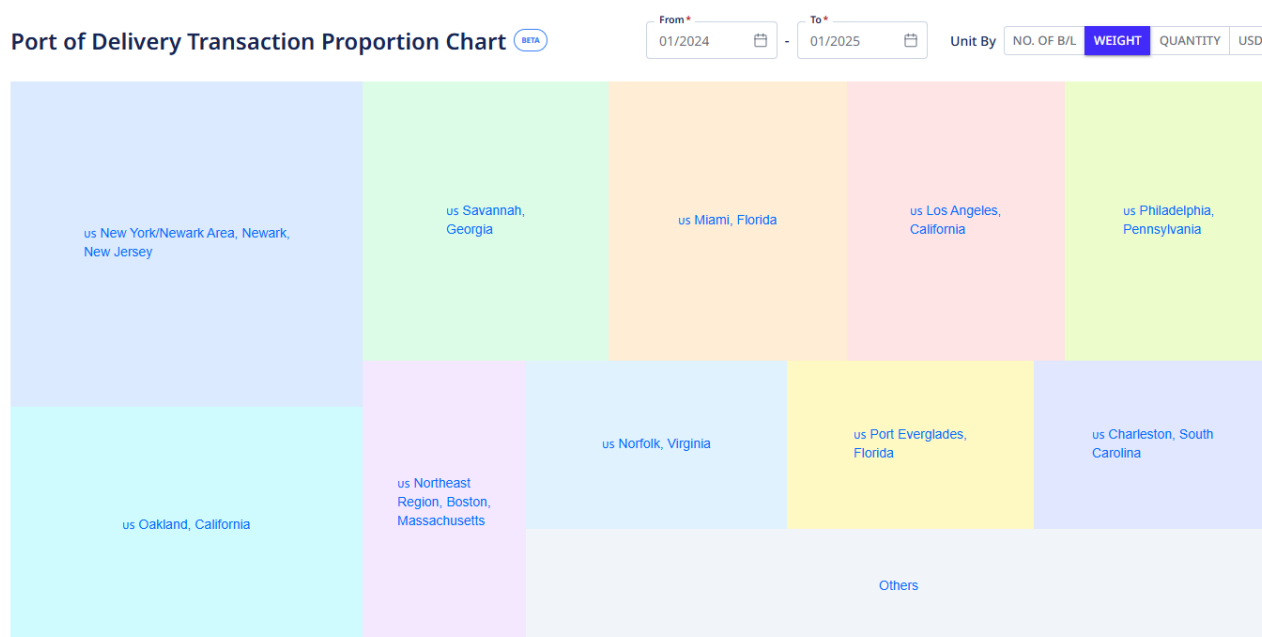 Port of Delivery Transaction Proportion Chart BETA
From * To *
01/2024 - 01/2025 Unit By NO. OF B/L WEIGHT QUANTITY USD
us New York/Newark Area, Newark,
New Jersey
us Savannah,
Georgia
us Miami, Florida
us Los Angeles,
California
us Philadelphia,
Pennsylvania
us Oakland, California
us Northeast
Region, Boston,
Massachusetts
us Norfolk, Virginia
us Port Everglades,
Florida
us Charleston, South
Carolina
Others